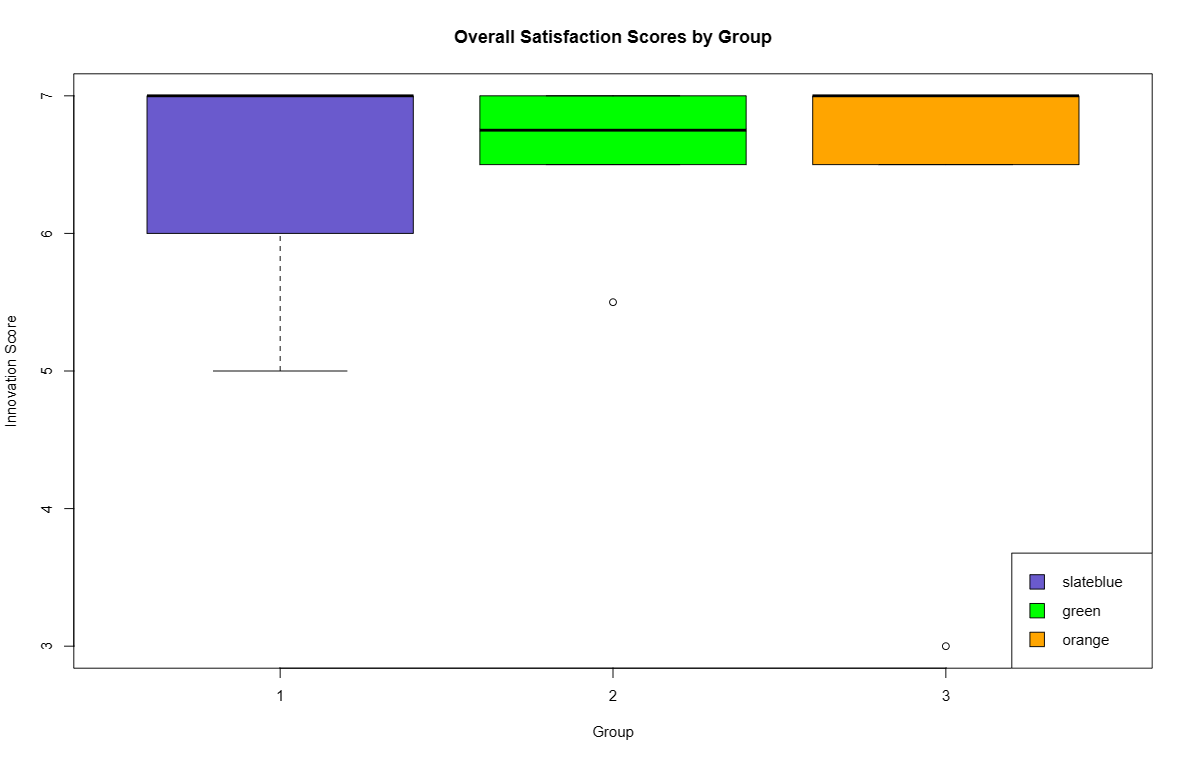 Overall Satisfaction Scores by Group
Innovation Score
7
6
5
4
3
slateblue
green
orange
1 2 3
Group